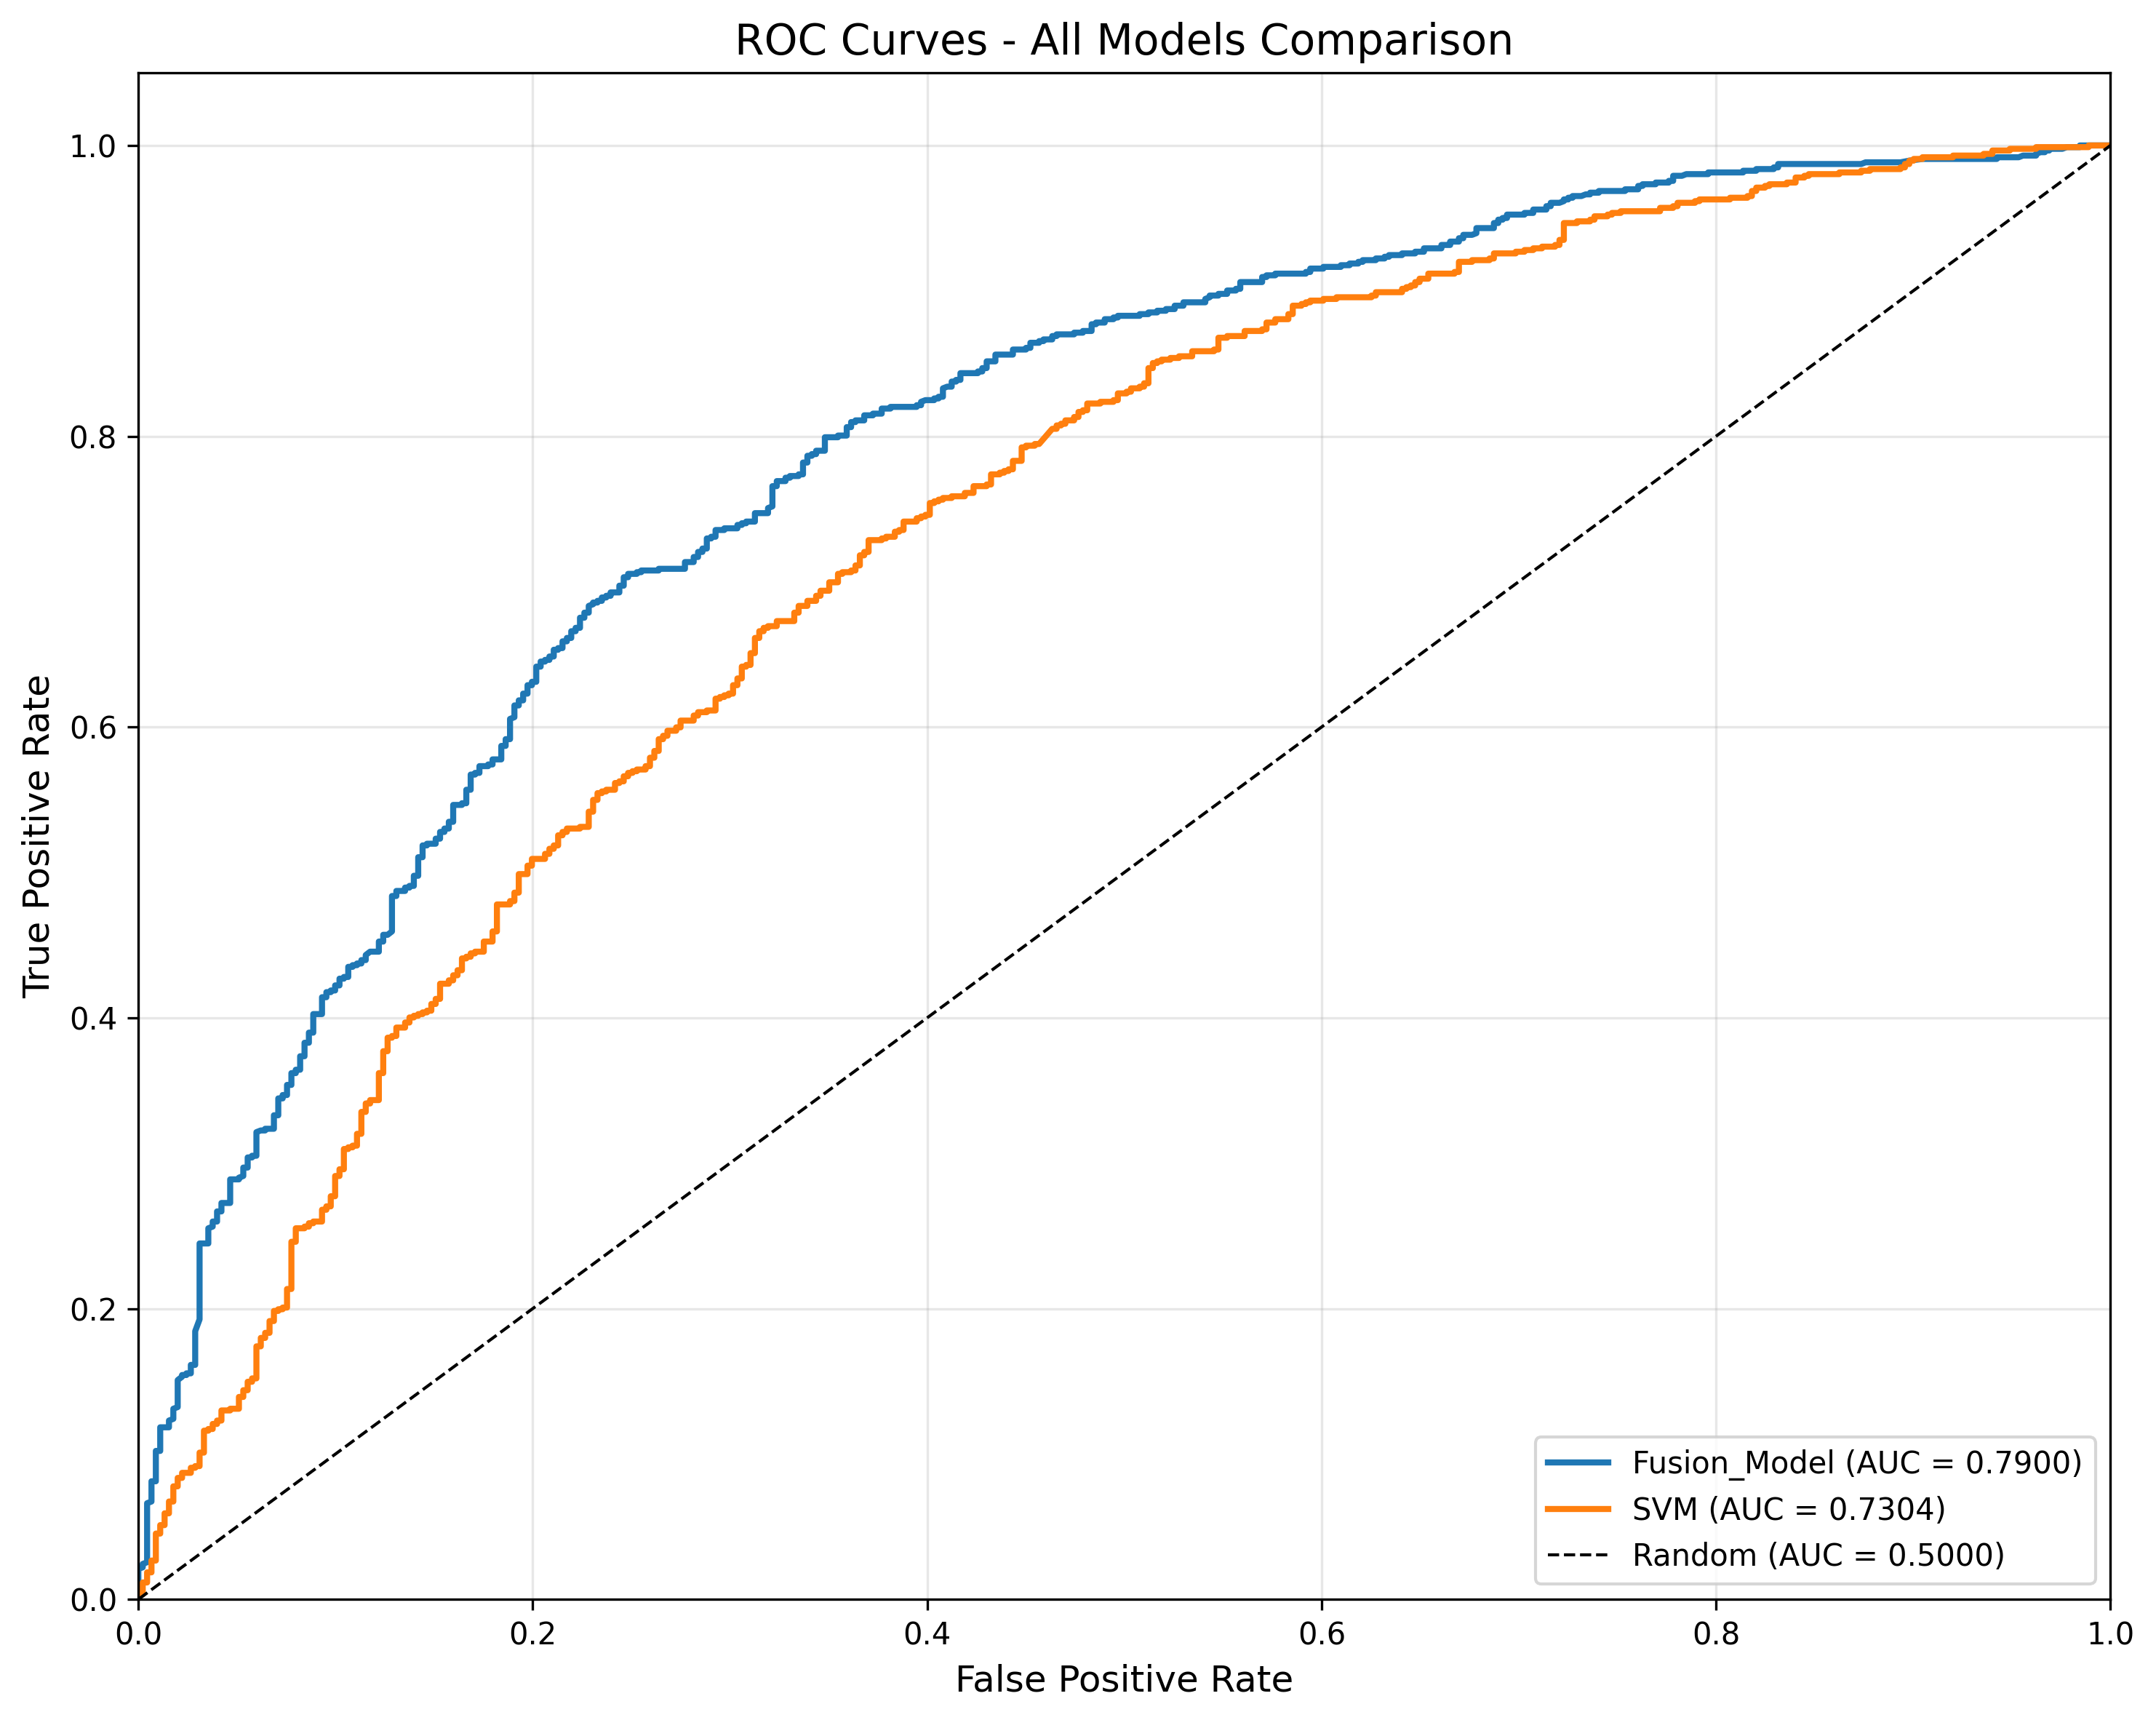 ROC Curves - All Models Comparison
True Positive Rate
1.0
0.8
0.6
0.4
0.2
0.0
0.0 0.2 0.4 0.6 0.8 1.0
False Positive Rate
Fusion_Model (AUC = 0.7900)
SVM (AUC = 0.7304)
Random (AUC = 0.5000)